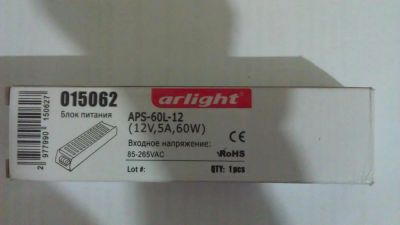 015062
Блок питания
arlight
APS-60L-12
(12V,5A,60W)
Входное напряжение:
85-265VAC
Lot#:
CE
RoHS
QTY: 1pcs
2 977990 150627